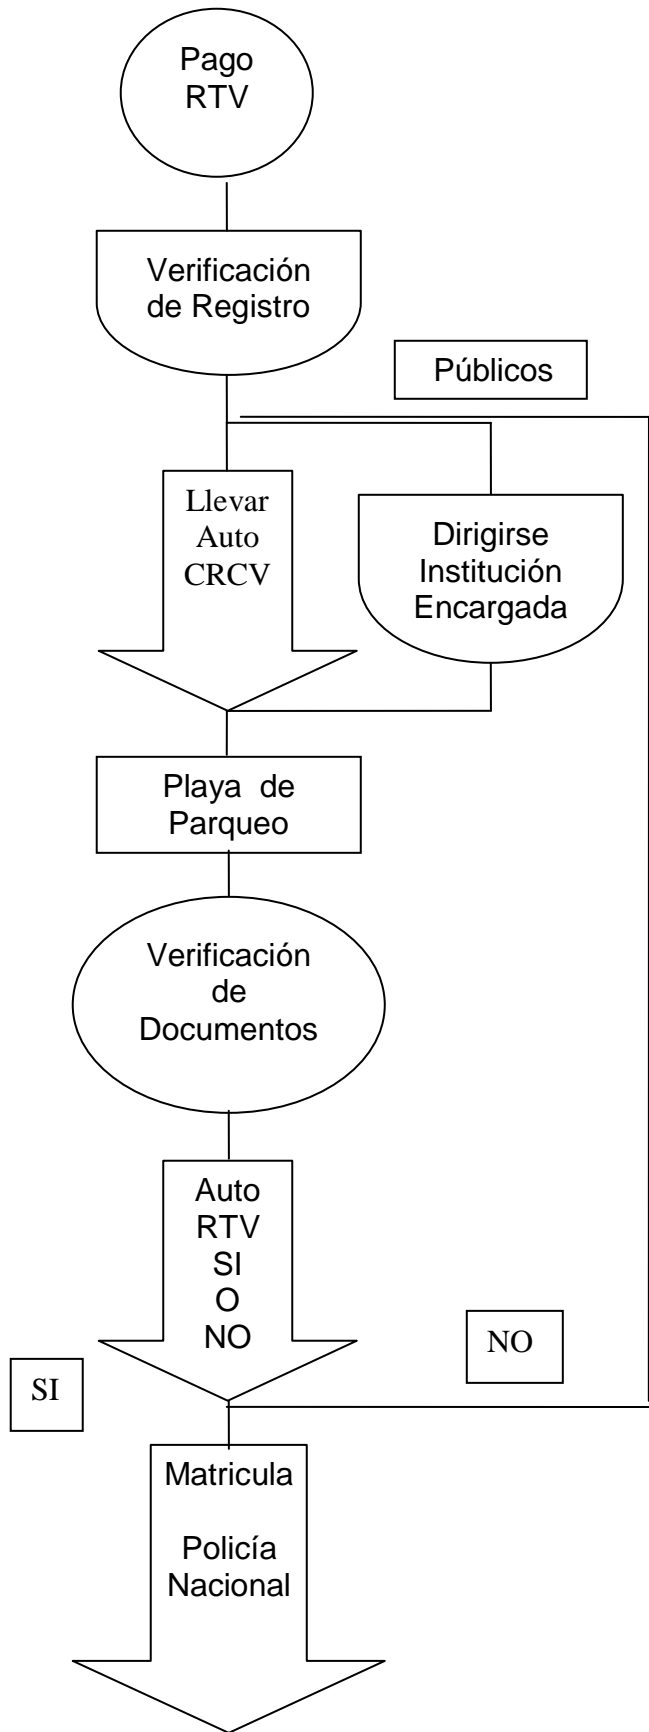 Pago
RTV
Verificación
de Registro
Públicos
Llevar
Auto
CRCV
Dirigirse
Institución
Encargada
Playa de
Parqueo
Verificación
de
Documentos
Auto
RTV
SI
O
NO
NO
SI
Matricula
Policía
Nacional